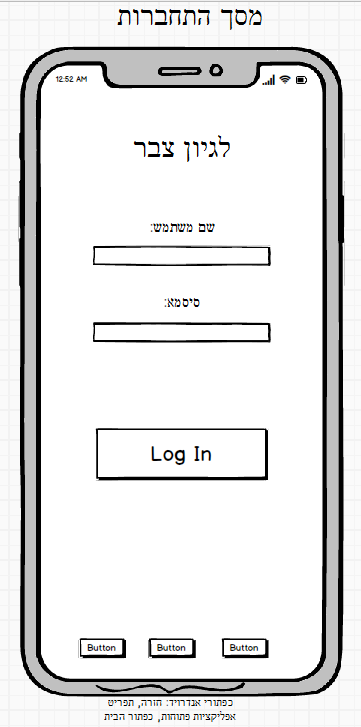 מסך התחברות
12:52 AM
לגיון צבר
שם משתמש:
סיסמא:
Log In
Button Button Button
כפתורי אנדרויד: חזרה, תפריט
אפליקציות פתוחות, כפתור הבית